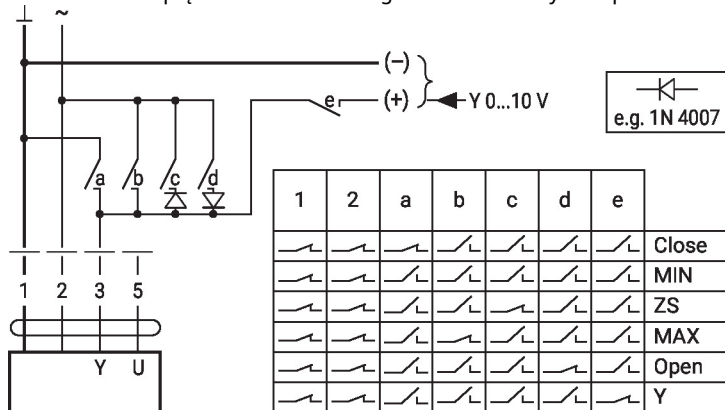 ⊥ ~
(−)
e (+) Y 0...10 V
e.g. 1N 4007
a b c d
1 2 a b c d e
Close
MIN
1 2 3 5
ZS
MAX
Y U
Open
Y